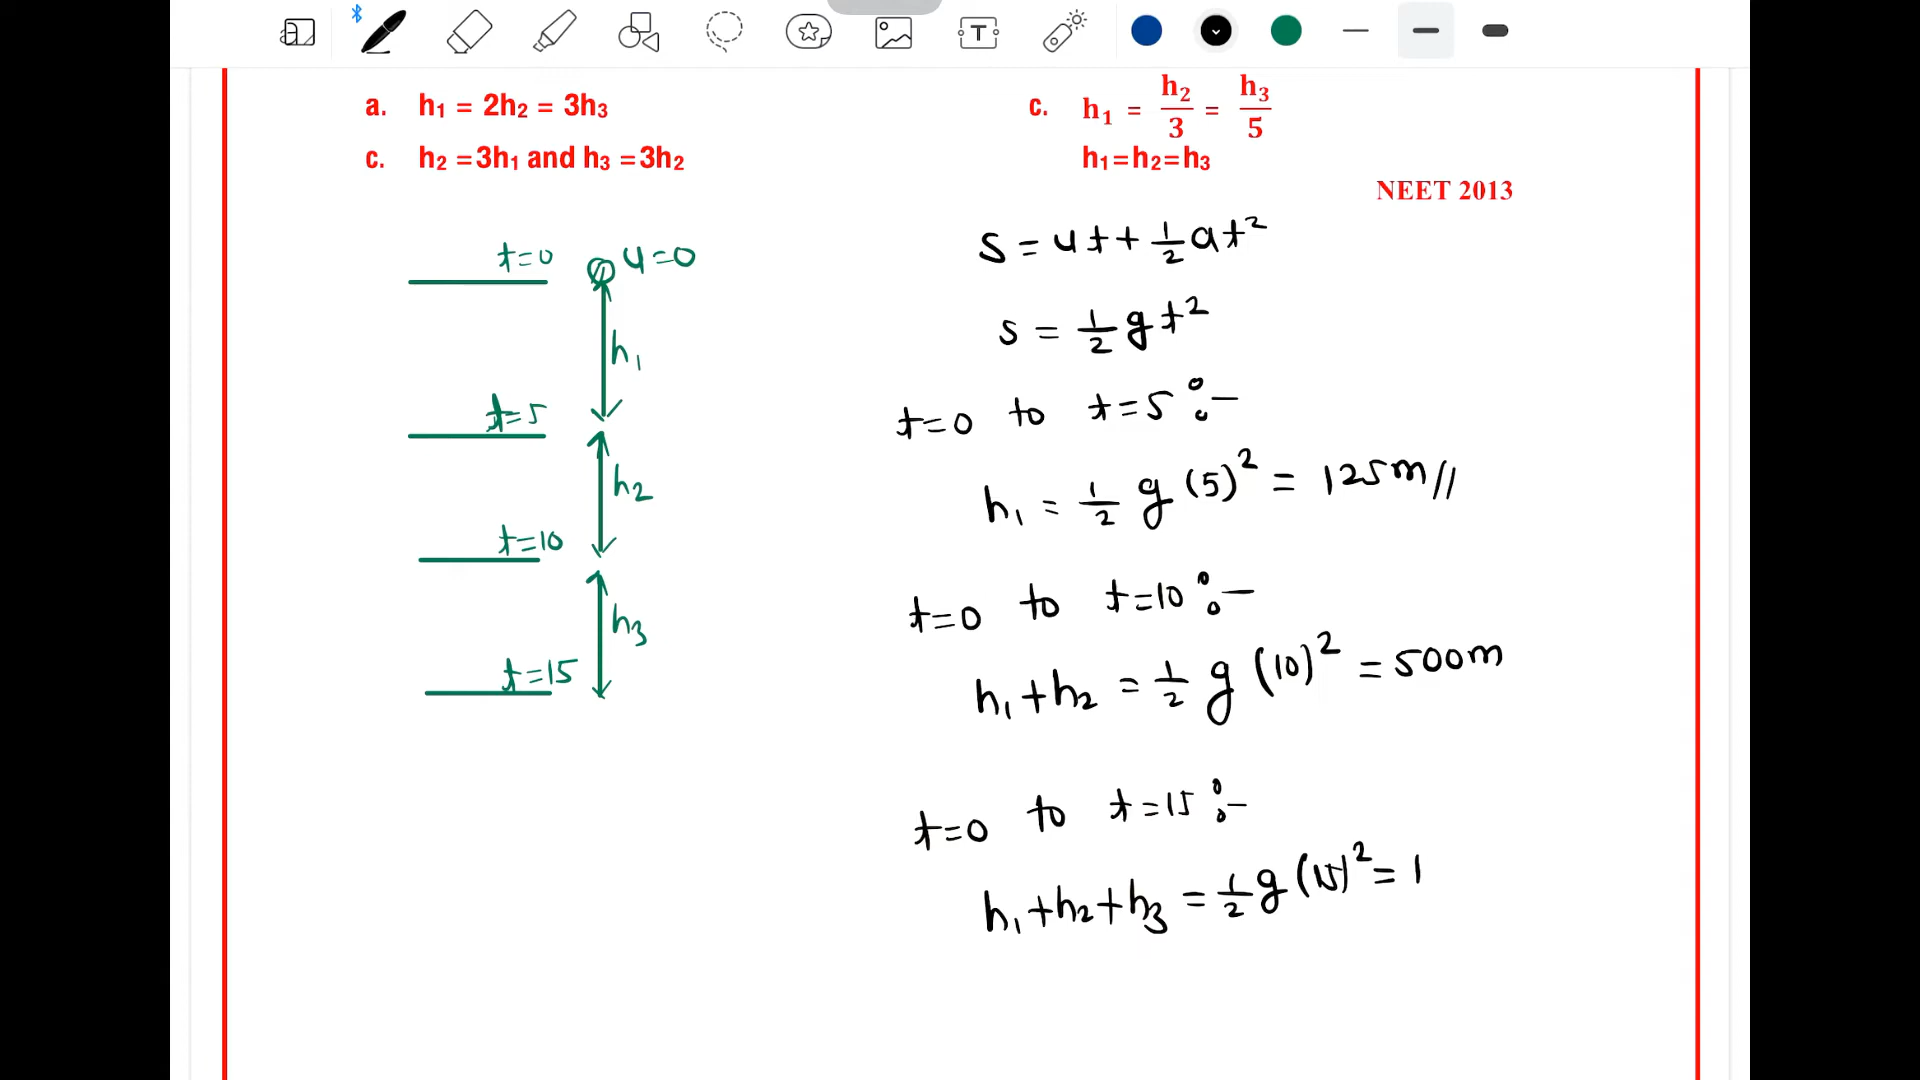 a. h₁ = 2h₂ = 3h₃
c. h₁ = h₂/3 = h₃/5
c. h₂ =3h₁ and h₃ =3h₂
h₁=h₂=h₃
NEET 2013
t=0 u=0
h₁
t=5
h₂
t=10
h₃
t=15
S = ut + ½at²
s = ½gt²
t=0 to t=5 :-
h₁ = ½ g (5)² = 125m//
t=0 to t=10 :-
h₁+h₂ = ½ g (10)² = 500m
t=0 to t=15 :-
h₁+h₂+h₃ = ½ g (15)² = 1